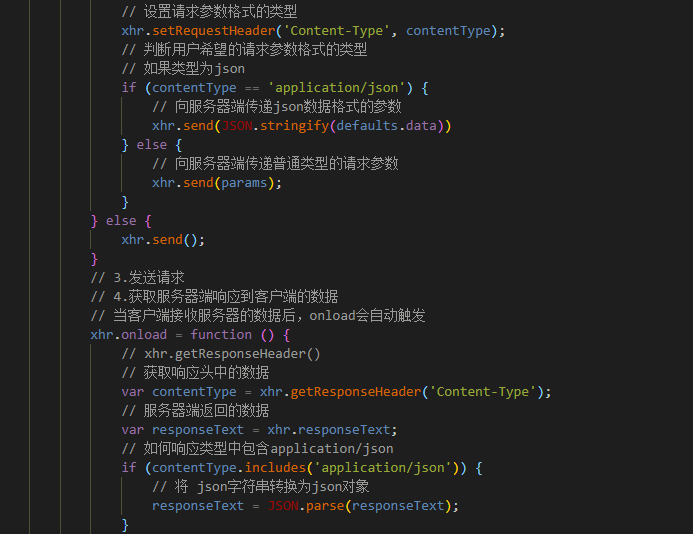 // 设置请求参数格式的类型
xhr.setRequestHeader('Content-Type', contentType);
// 判断用户希望的请求参数格式的类型
// 如果类型为json
if (contentType == 'application/json') {
// 向服务器端传递json数据格式的参数
xhr.send(JSON.stringify(defaults.data))
} else {
// 向服务器端传递普通类型的请求参数
xhr.send(params);
}
} else {
xhr.send();
}
// 3.发送请求
// 4.获取服务器端响应到客户端的数据
// 当客户端接收服务器的数据后，onload会自动触发
xhr.onload = function () {
// xhr.getResponseHeader()
// 获取响应头中的数据
var contentType = xhr.getResponseHeader('Content-Type');
// 服务器端返回的数据
var responseText = xhr.responseText;
// 如何响应类型中包含application/json
if (contentType.includes('application/json')) {
// 将 json字符串转换为json对象
responseText = JSON.parse(responseText);
}